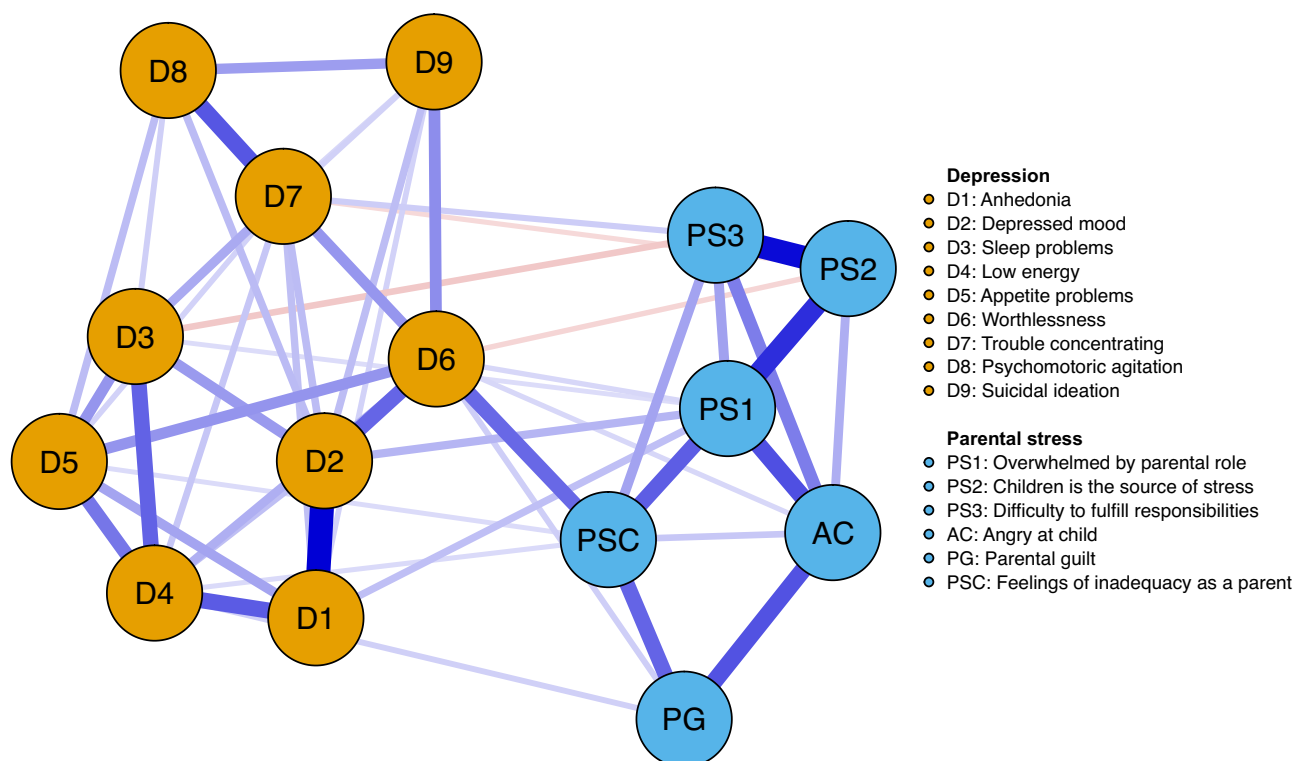 D8
D9
D7
PS3
PS2
D3
D6
PS1
D5
D2
PSC
AC
D4
D1
PG
Depression
D1: Anhedonia
D2: Depressed mood
D3: Sleep problems
D4: Low energy
D5: Appetite problems
D6: Worthlessness
D7: Trouble concentrating
D8: Psychomotoric agitation
D9: Suicidal ideation
Parental stress
PS1: Overwhelmed by parental role
PS2: Children is the source of stress
PS3: Difficulty to fulfill responsibilities
AC: Angry at child
PG: Parental guilt
PSC: Feelings of inadequacy as a parent